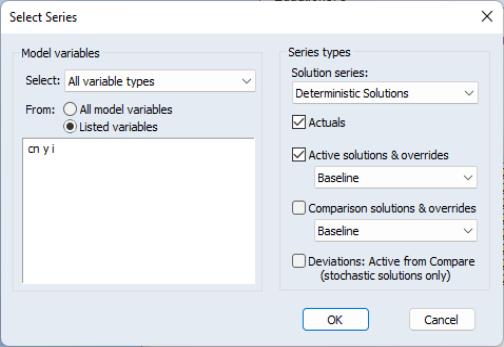 Select Series
Model variables
Select: All variable types
From: All model variables
Listed variables
cn y i
Series types
Solution series:
Deterministic Solutions
Actuals
Active solutions & overrides
Baseline
Comparison solutions & overrides
Baseline
Deviations: Active from Compare
(stochastic solutions only)
OK
Cancel